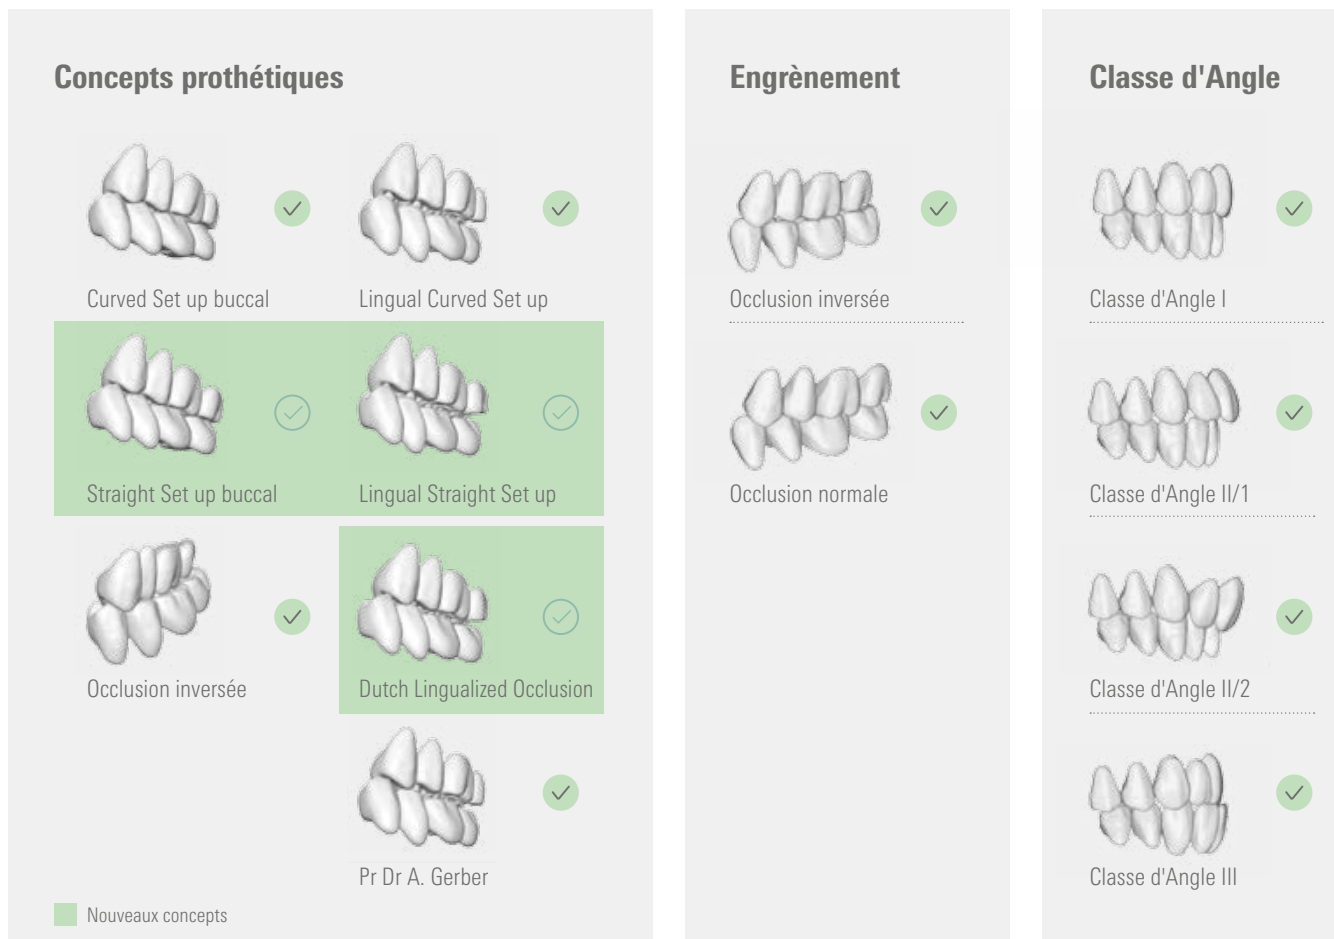 Concepts prothétiques
Curved Set up buccal
Lingual Curved Set up
Straight Set up buccal
Lingual Straight Set up
Occlusion inversée
Dutch Lingualized Occlusion
Pr Dr A. Gerber
Nouveaux concepts
Engrènement
Occlusion inversée
Occlusion normale
Classe d'Angle
Classe d'Angle I
Classe d'Angle II/1
Classe d'Angle II/2
Classe d'Angle III